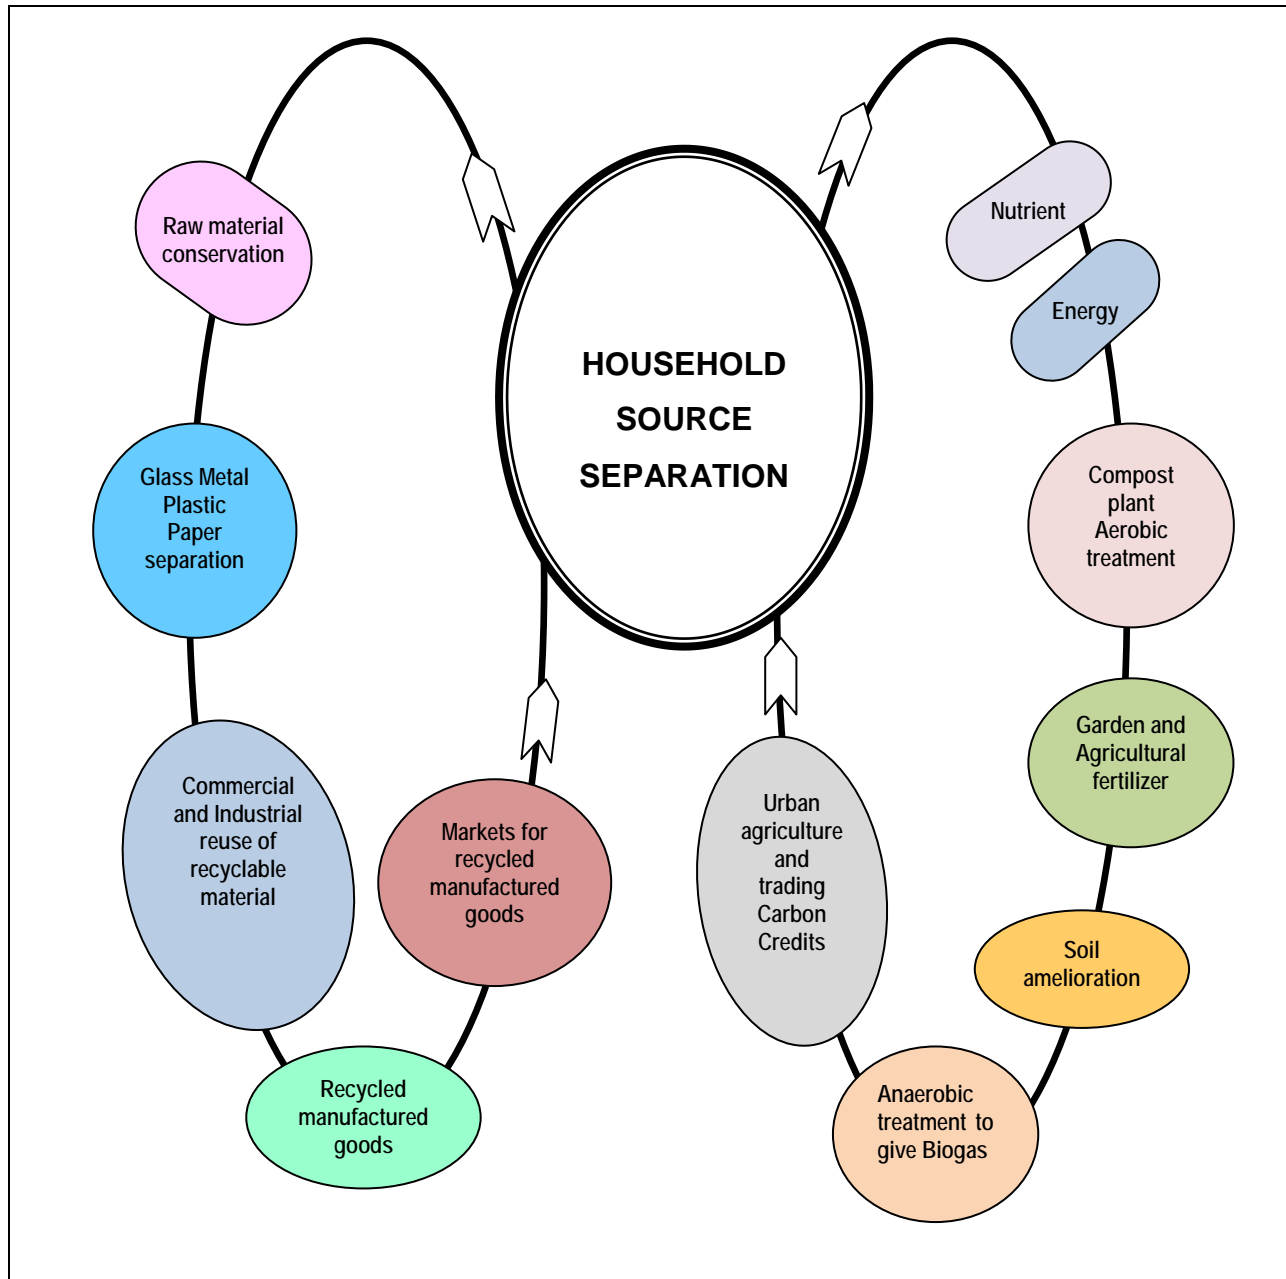 HOUSEHOLD
SOURCE
SEPARATION
Raw material
conservation
Glass Metal
Plastic
Paper
separation
Commercial
and Industrial
reuse of
recyclable
material
Recycled
manufactured
goods
Markets for
recycled
manufactured
goods
Nutrient
Energy
Compost
plant
Aerobic
treatment
Garden and
Agricultural
fertilizer
Soil
amelioration
Anaerobic
treatment to
give Biogas
Urban
agriculture
and
trading
Carbon
Credits